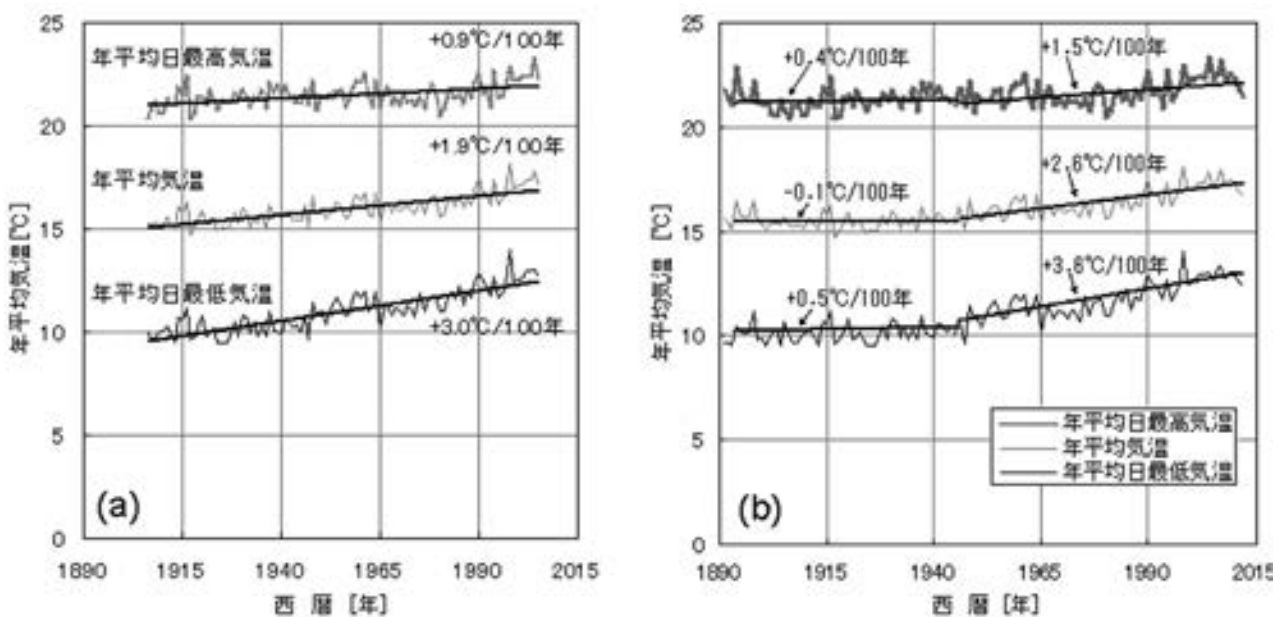 25
20
15
10
5
0
年平均気温[℃]
年平均日最高気温
+0.9℃/100年
年平均気温
+1.9℃/100年
年平均日最低気温
+3.0℃/100年
(a)
1890 1915 1940 1965 1990 2015
西 暦 [年]
25
20
15
10
5
0
年平均気温 [℃]
+0.4℃/100年
+1.5℃/100年
-0.1℃/100年
+2.6℃/100年
+0.5℃/100年
+3.6℃/100年
年平均日最高気温
年平均気温
年平均日最低気温
(b)
1890 1915 1940 1965 1990 2015
西 暦 [年]